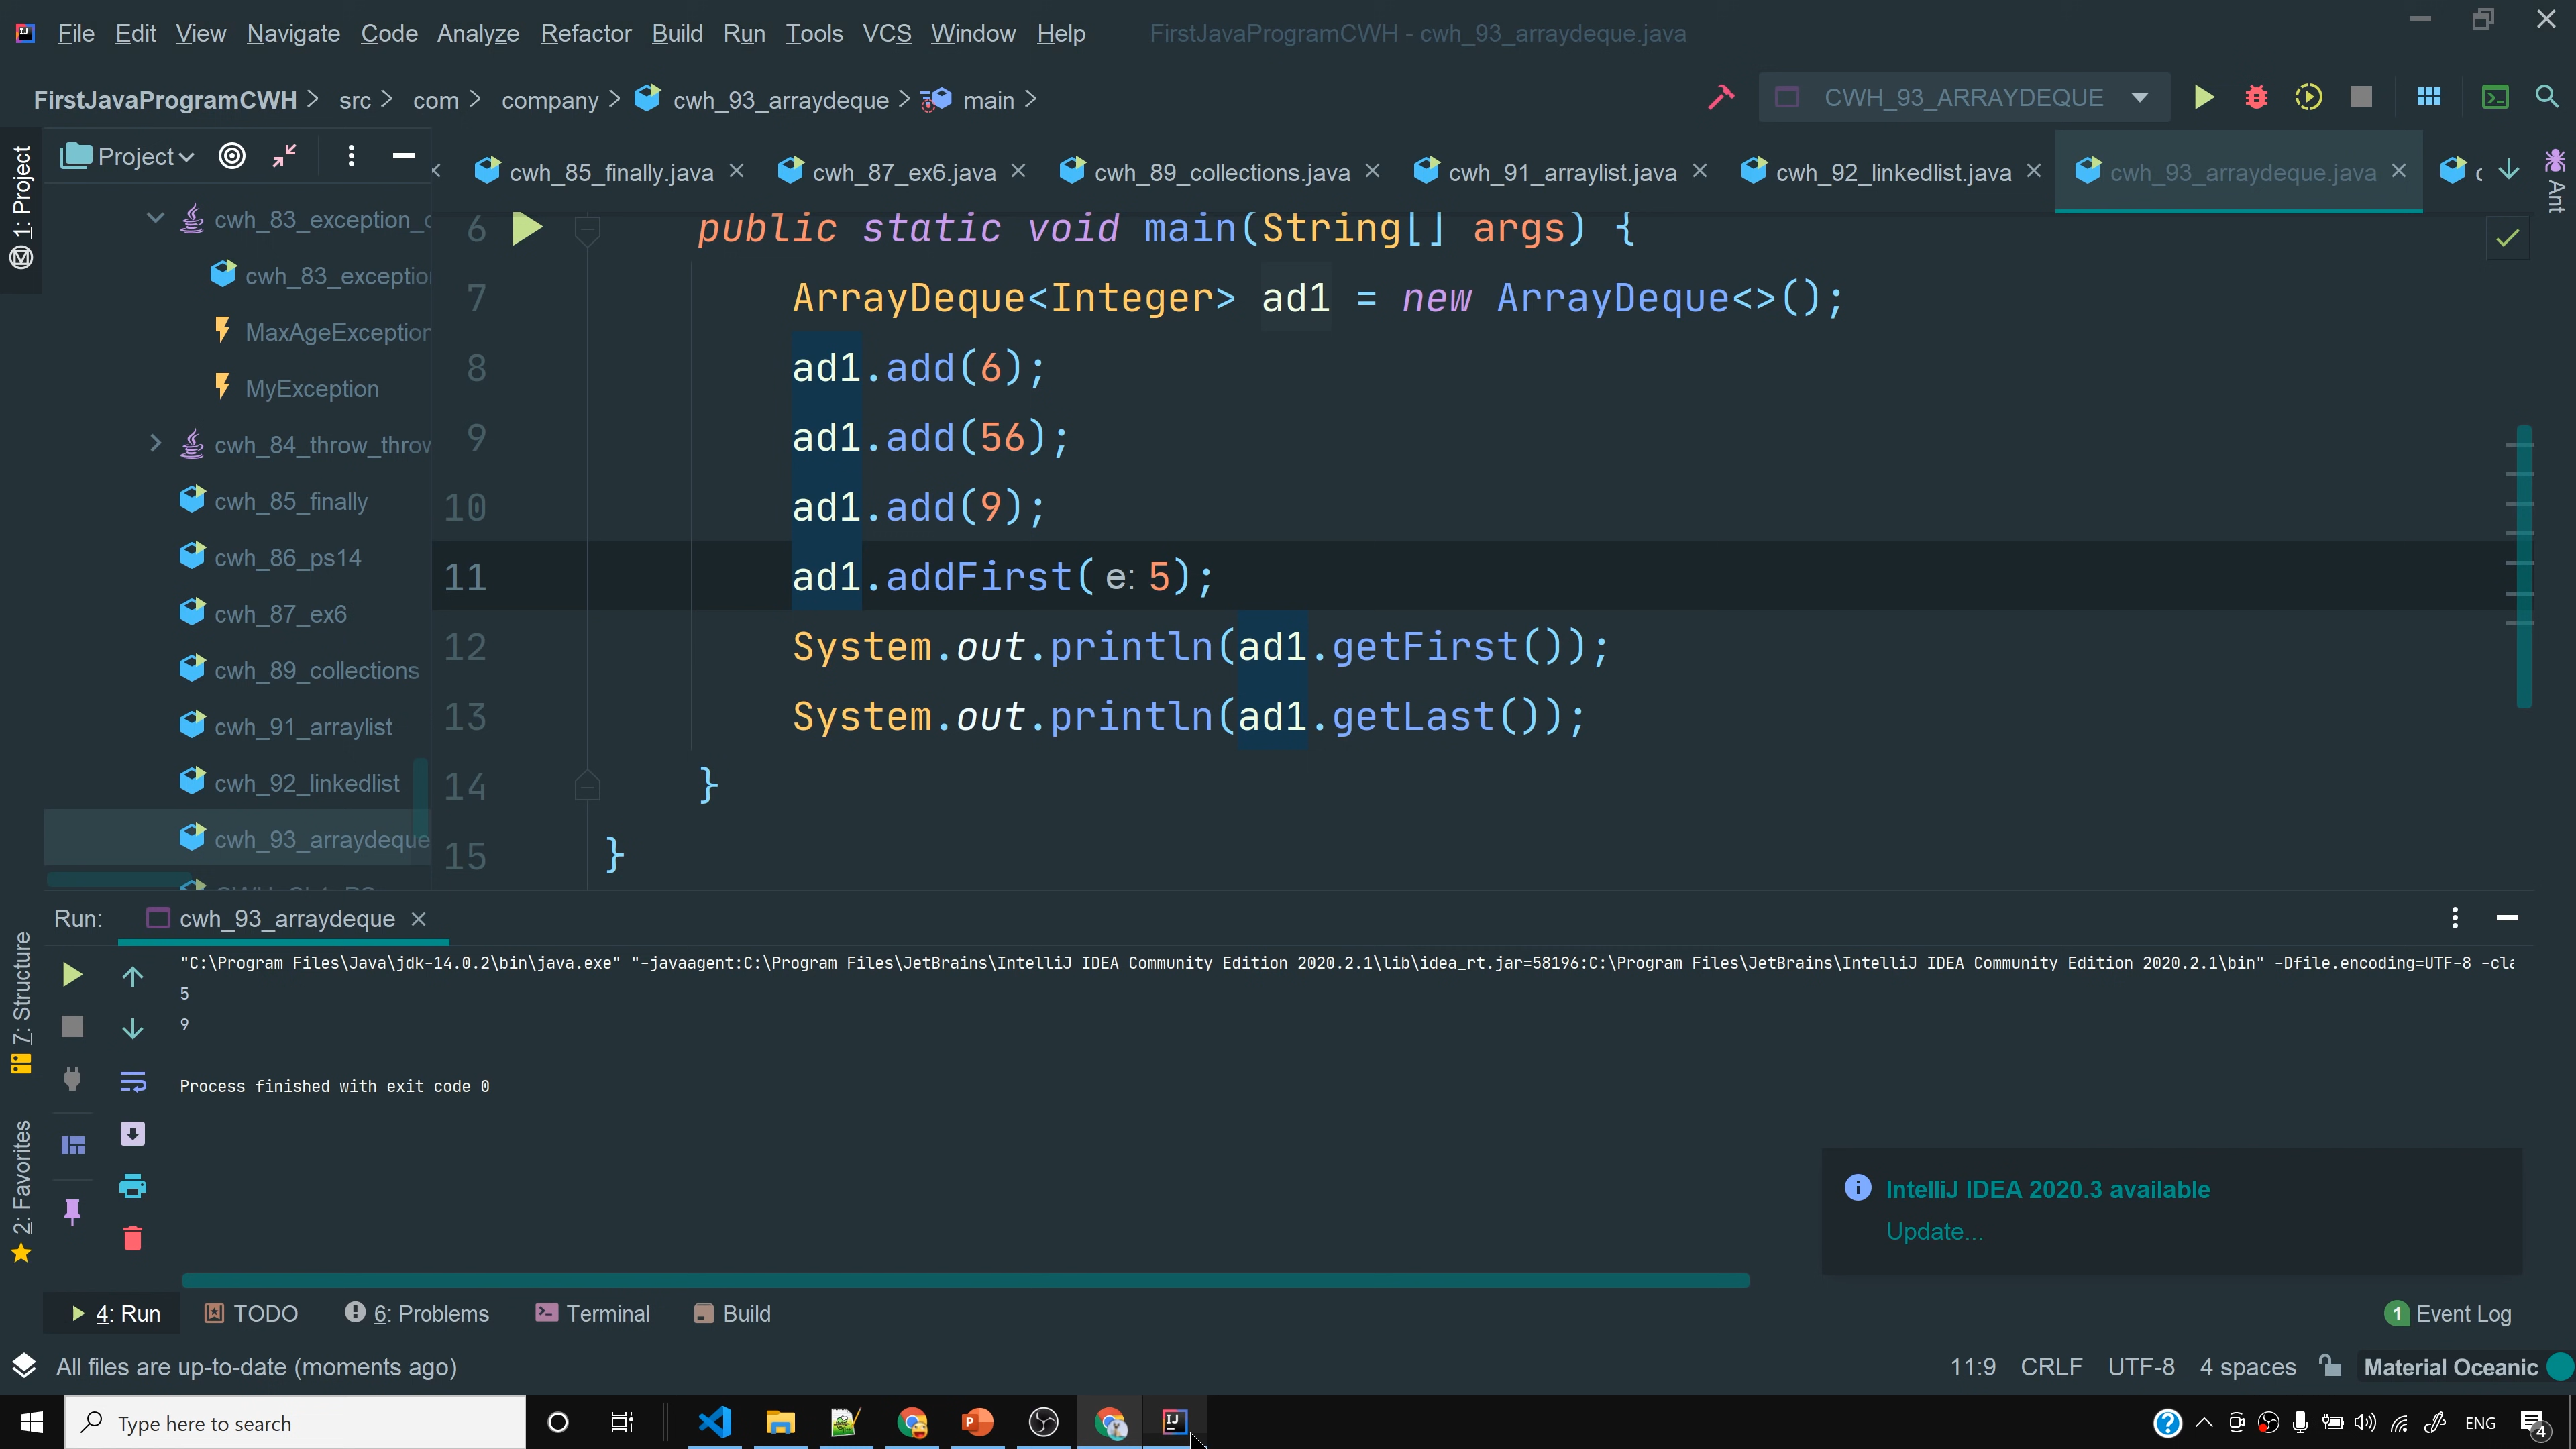 File Edit View Navigate Code Analyze Refactor Build Run Tools VCS Window Help FirstJavaProgramCWH - cwh_93_arraydeque.java
FirstJavaProgramCWH > src > com > company > cwh_93_arraydeque > main >
CWH_93_ARRAYDEQUE
1: Project
Project
cwh_85_finally.java cwh_87_ex6.java cwh_89_collections.java cwh_91_arraylist.java cwh_92_linkedlist.java cwh_93_arraydeque.java
Ant
cwh_83_exception_
cwh_83_exceptio
MaxAgeException
MyException
cwh_84_throw_throw
cwh_85_finally
cwh_86_ps14
cwh_87_ex6
cwh_89_collections
cwh_91_arraylist
cwh_92_linkedlist
cwh_93_arraydeque
6 public static void main(String[] args) {
7 ArrayDeque<Integer> ad1 = new ArrayDeque<>();
8 ad1.add(6);
9 ad1.add(56);
10 ad1.add(9);
11 ad1.addFirst( e: 5);
12 System.out.println(ad1.getFirst());
13 System.out.println(ad1.getLast());
14 }
15 }
Run: cwh_93_arraydeque
7: Structure
2: Favorites
"C:\Program Files\Java\jdk-14.0.2\bin\java.exe" "-javaagent:C:\Program Files\JetBrains\IntelliJ IDEA Community Edition 2020.2.1\lib\idea_rt.jar=58196:C:\Program Files\JetBrains\IntelliJ IDEA Community Edition 2020.2.1\bin" -Dfile.encoding=UTF-8 -cla
5
9
Process finished with exit code 0
IntelliJ IDEA 2020.3 available
Update...
4: Run TODO 6: Problems Terminal Build 1 Event Log
All files are up-to-date (moments ago) 11:9 CRLF UTF-8 4 spaces Material Oceanic
Type here to search ENG 4